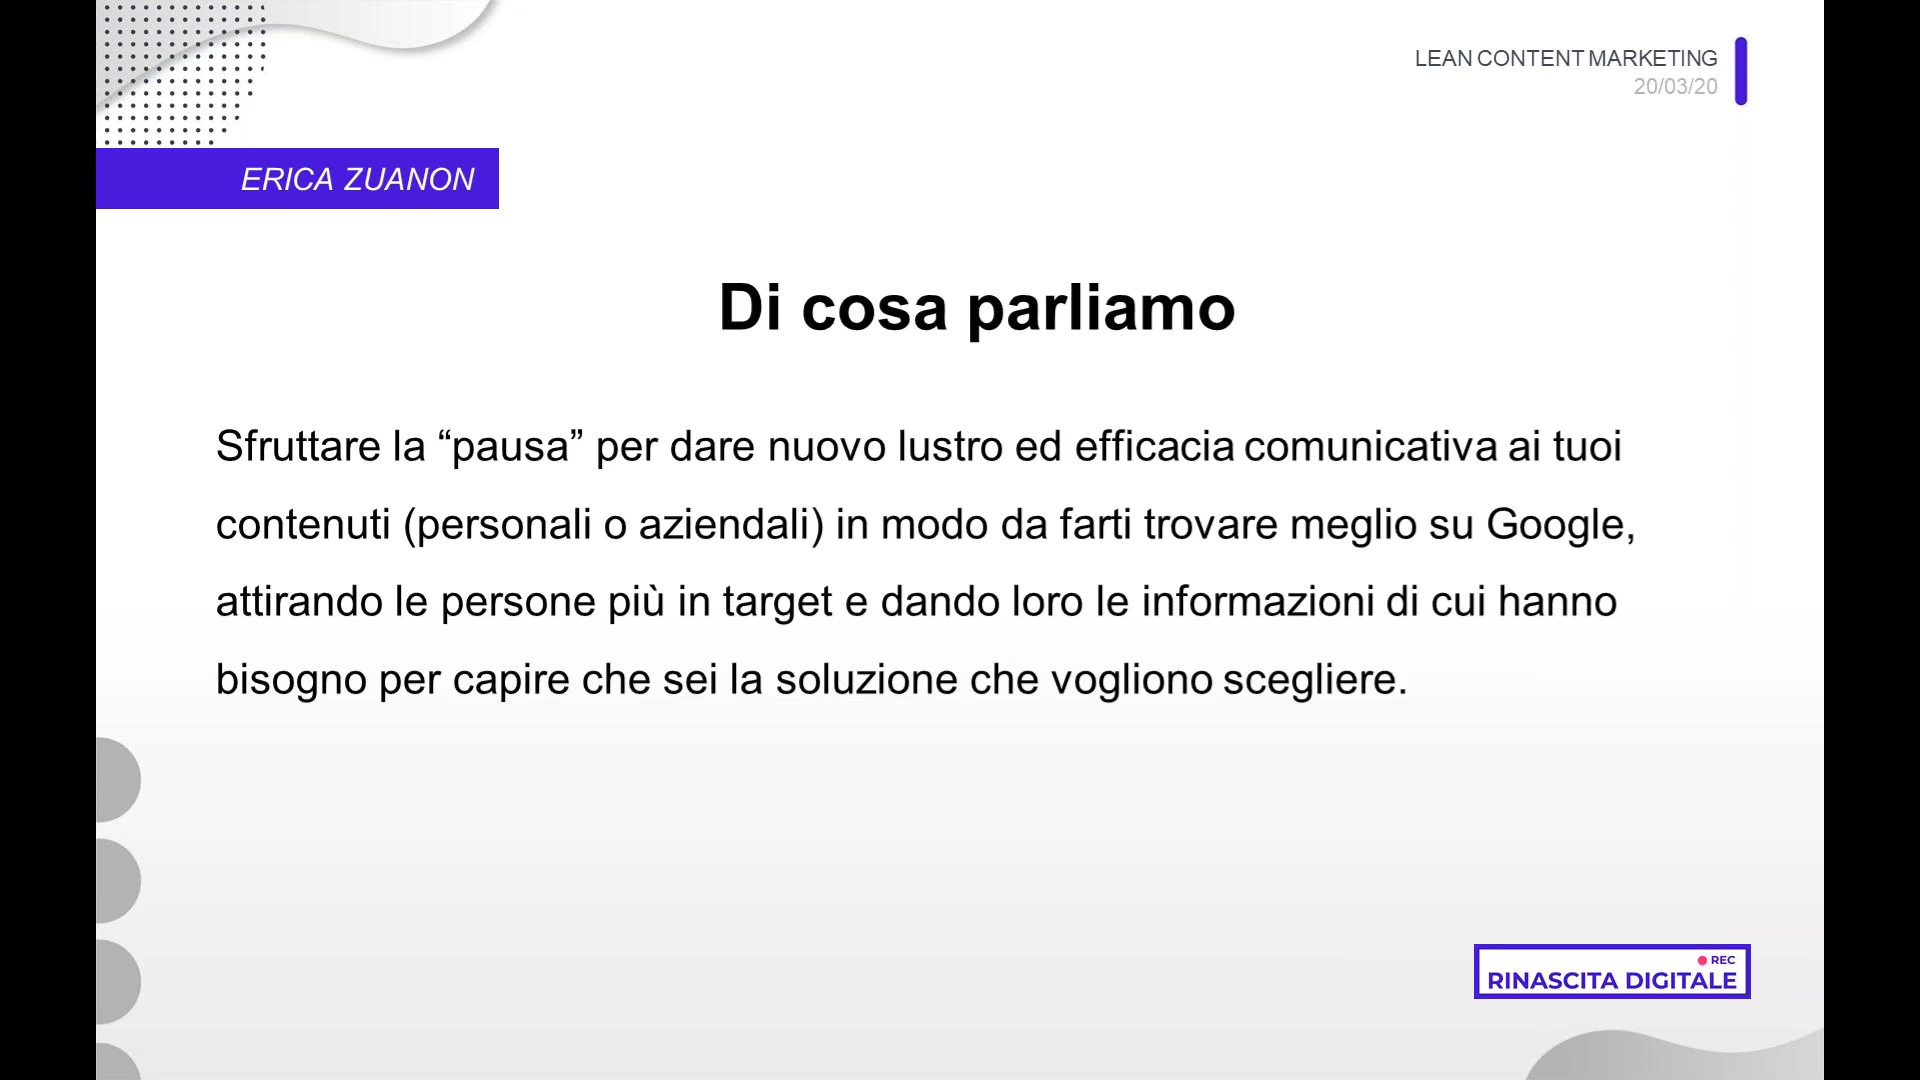 LEAN CONTENT MARKETING
20/03/20
ERICA ZUANON
Di cosa parliamo
Sfruttare la “pausa” per dare nuovo lustro ed efficacia comunicativa ai tuoi
contenuti (personali o aziendali) in modo da farti trovare meglio su Google,
attirando le persone più in target e dando loro le informazioni di cui hanno
bisogno per capire che sei la soluzione che vogliono scegliere.
REC
RINASCITA DIGITALE